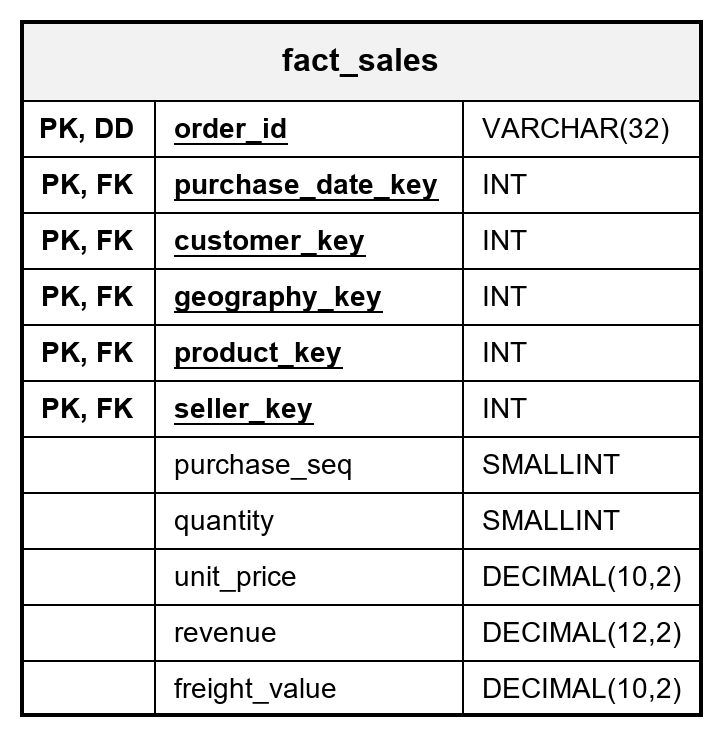 fact_sales
PK, DD order_id VARCHAR(32)
PK, FK purchase_date_key INT
PK, FK customer_key INT
PK, FK geography_key INT
PK, FK product_key INT
PK, FK seller_key INT
purchase_seq SMALLINT
quantity SMALLINT
unit_price DECIMAL(10,2)
revenue DECIMAL(12,2)
freight_value DECIMAL(10,2)